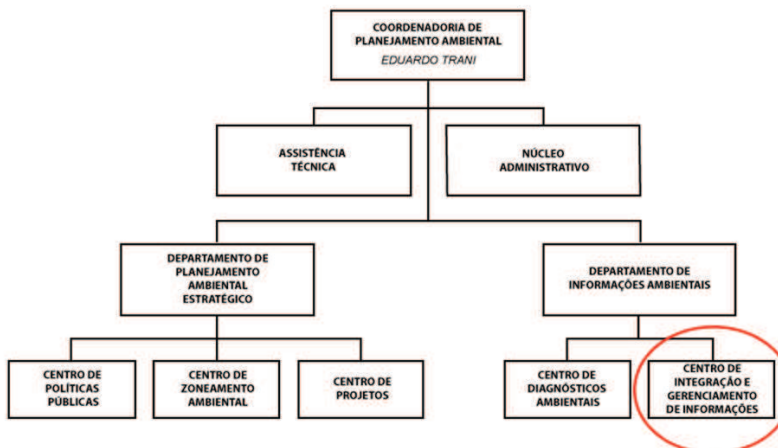 COORDENADORIA DE
PLANEJAMENTO AMBIENTAL
EDUARDO TRANI
ASSISTÊNCIA
TÉCNICA
NÚCLEO
ADMINISTRATIVO
DEPARTAMENTO DE
PLANEJAMENTO
AMBIENTAL
ESTRATÉGICO
DEPARTAMENTO DE
INFORMAÇÕES AMBIENTAIS
CENTRO DE
POLÍTICAS
PÚBLICAS
CENTRO DE
ZONEAMENTO
AMBIENTAL
CENTRO DE
PROJETOS
CENTRO DE
DIAGNÓSTICOS
AMBIENTAIS
CENTRO DE
INTEGRAÇÃO E
GERENCIAMENTO
DE INFORMAÇÕES